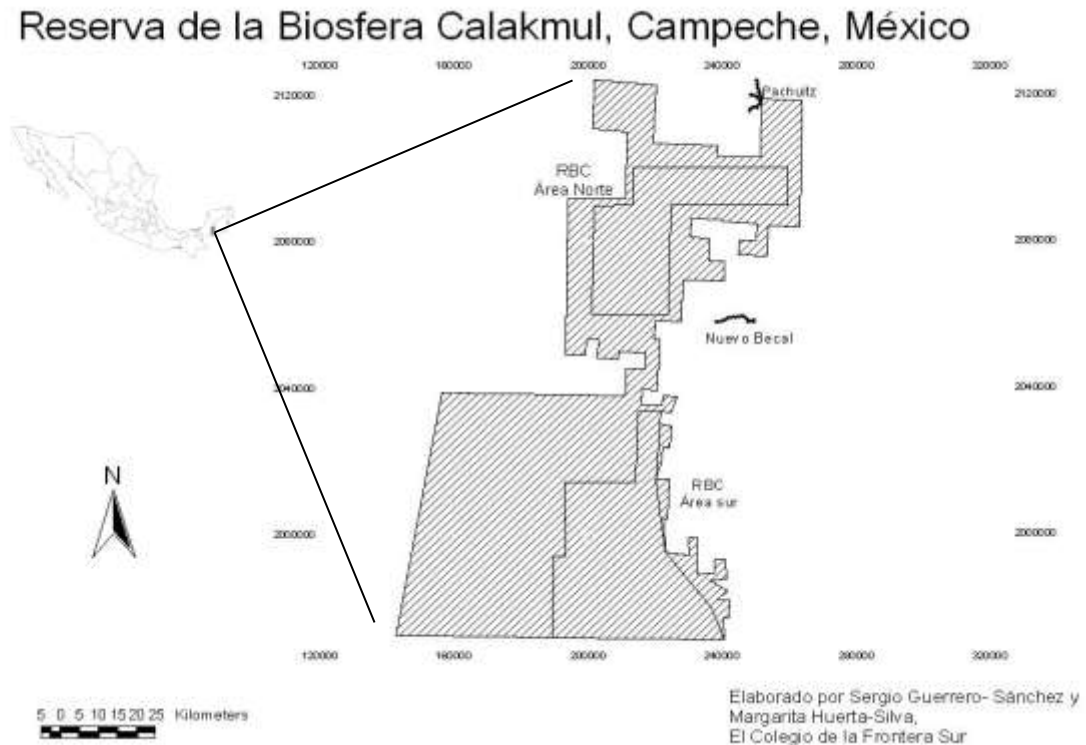 Reserva de la Biosfera Calakmul, Campeche, México
120000 160000 200000 240000 280000 320000
2120000 2120000
Pachuitz
RBC
Área Norte
2080000 2080000
Nuevo Becal
2040000 2040000
N
RBC
Área sur
2000000 2000000
120000 160000 200000 240000 280000 320000
5 0 5 10 15 20 25 Kilometers
Elaborado por Sergio Guerrero- Sánchez y
Margarita Huerta-Silva,
El Colegio de la Frontera Sur